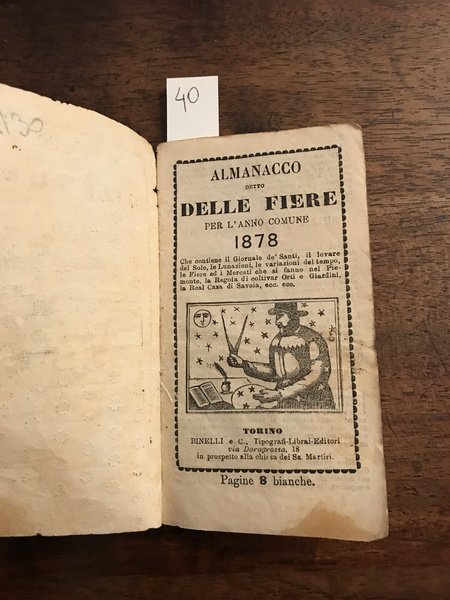 40
1130
ALMANACCO
DETTO
DELLE FIERE
PER L'ANNO COMUNE
1878
Che contiene il Giornale de' Santi, il levare
del Sole, le Lunazioni, le variazioni del tempo,
le Fiere ed i Mercati che si fanno nel Pie-
monte, la Regola di coltivar Orti e Giardini,
la Real Casa di Savoia, ecc. ecc.
TORINO
BINELLI e C., Tipografi-Librai-Editori
via Doragrossa, 18
in prospetto alla chiesa dei Ss. Martiri.
Pagine 8 bianche.